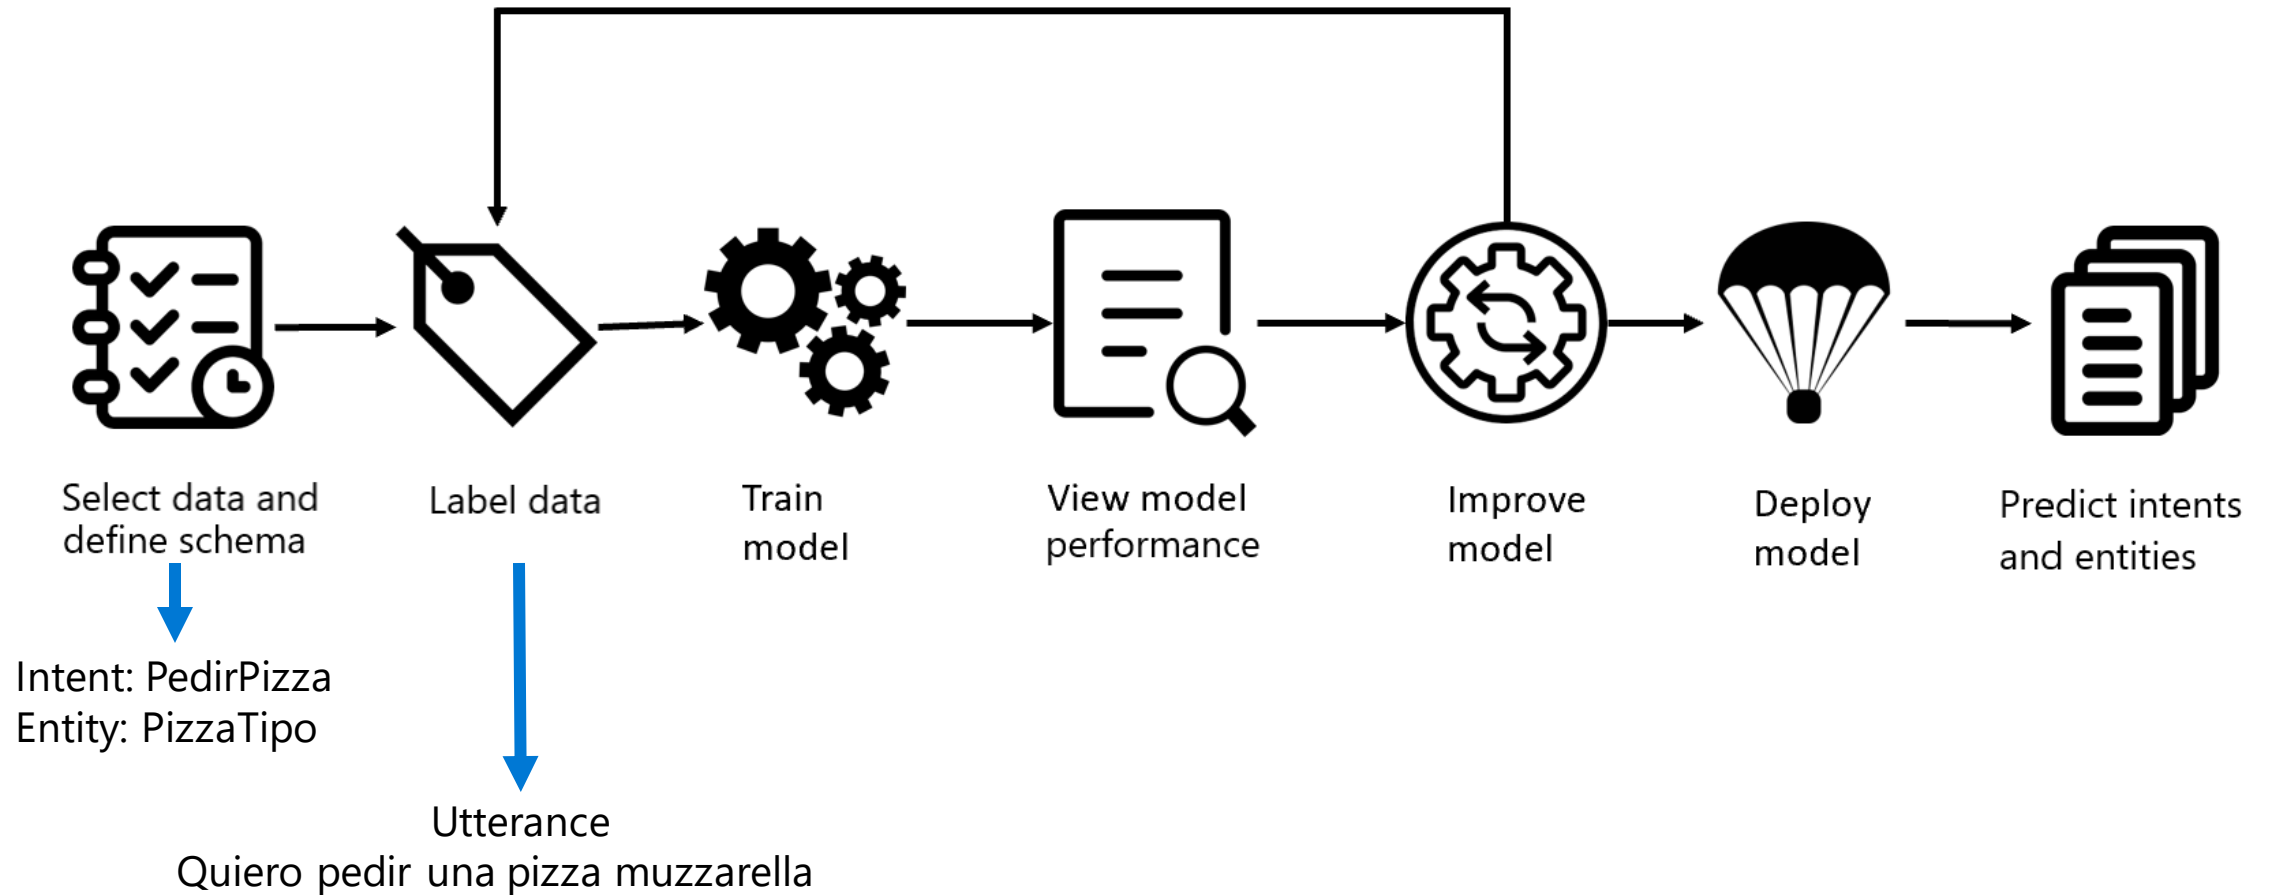 Select data and
define schema
Label data
Train
model
View model
performance
Improve
model
Deploy
model
Predict intents
and entities
Intent: PedirPizza
Entity: PizzaTipo
Utterance
Quiero pedir una pizza muzzarella